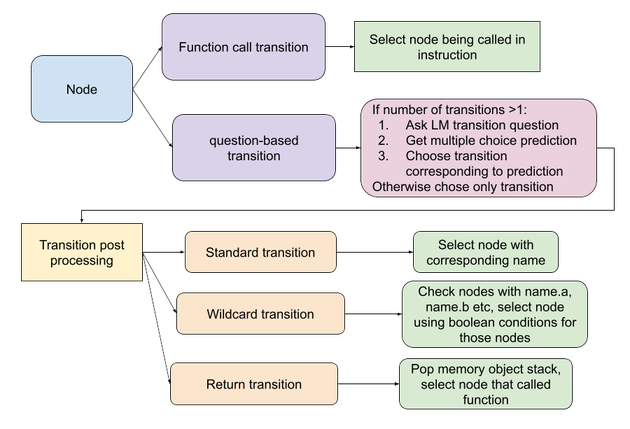 Node
Function call transition
Select node being called in
instruction
question-based
transition
If number of transitions >1:
1. Ask LM transition question
2. Get multiple choice prediction
3. Choose transition
corresponding to prediction
Otherwise chose only transition
Transition post
processing
Standard transition
Select node with
corresponding name
Wildcard transition
Check nodes with name.a,
name.b etc, select node
using boolean conditions for
those nodes
Return transition
Pop memory object stack,
select node that called
function